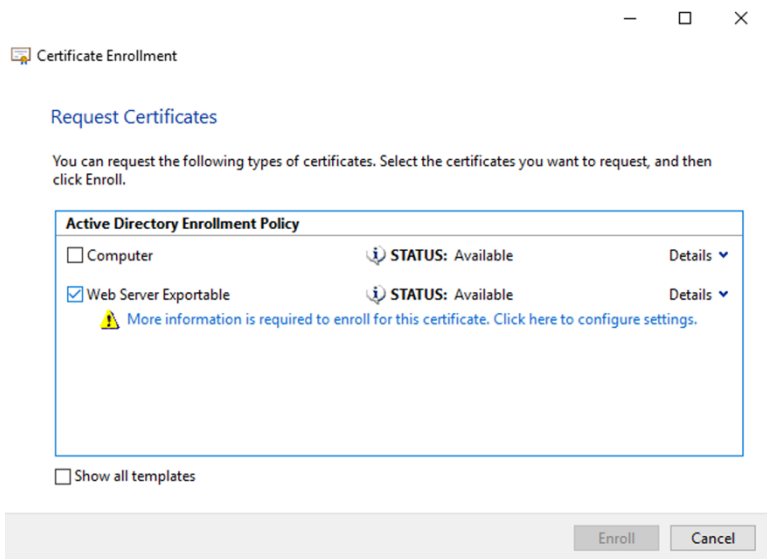 Certificate Enrollment
Request Certificates
You can request the following types of certificates. Select the certificates you want to request, and then
click Enroll.
Active Directory Enrollment Policy
Computer STATUS: Available Details
Web Server Exportable STATUS: Available Details
More information is required to enroll for this certificate. Click here to configure settings.
Show all templates
Enroll Cancel